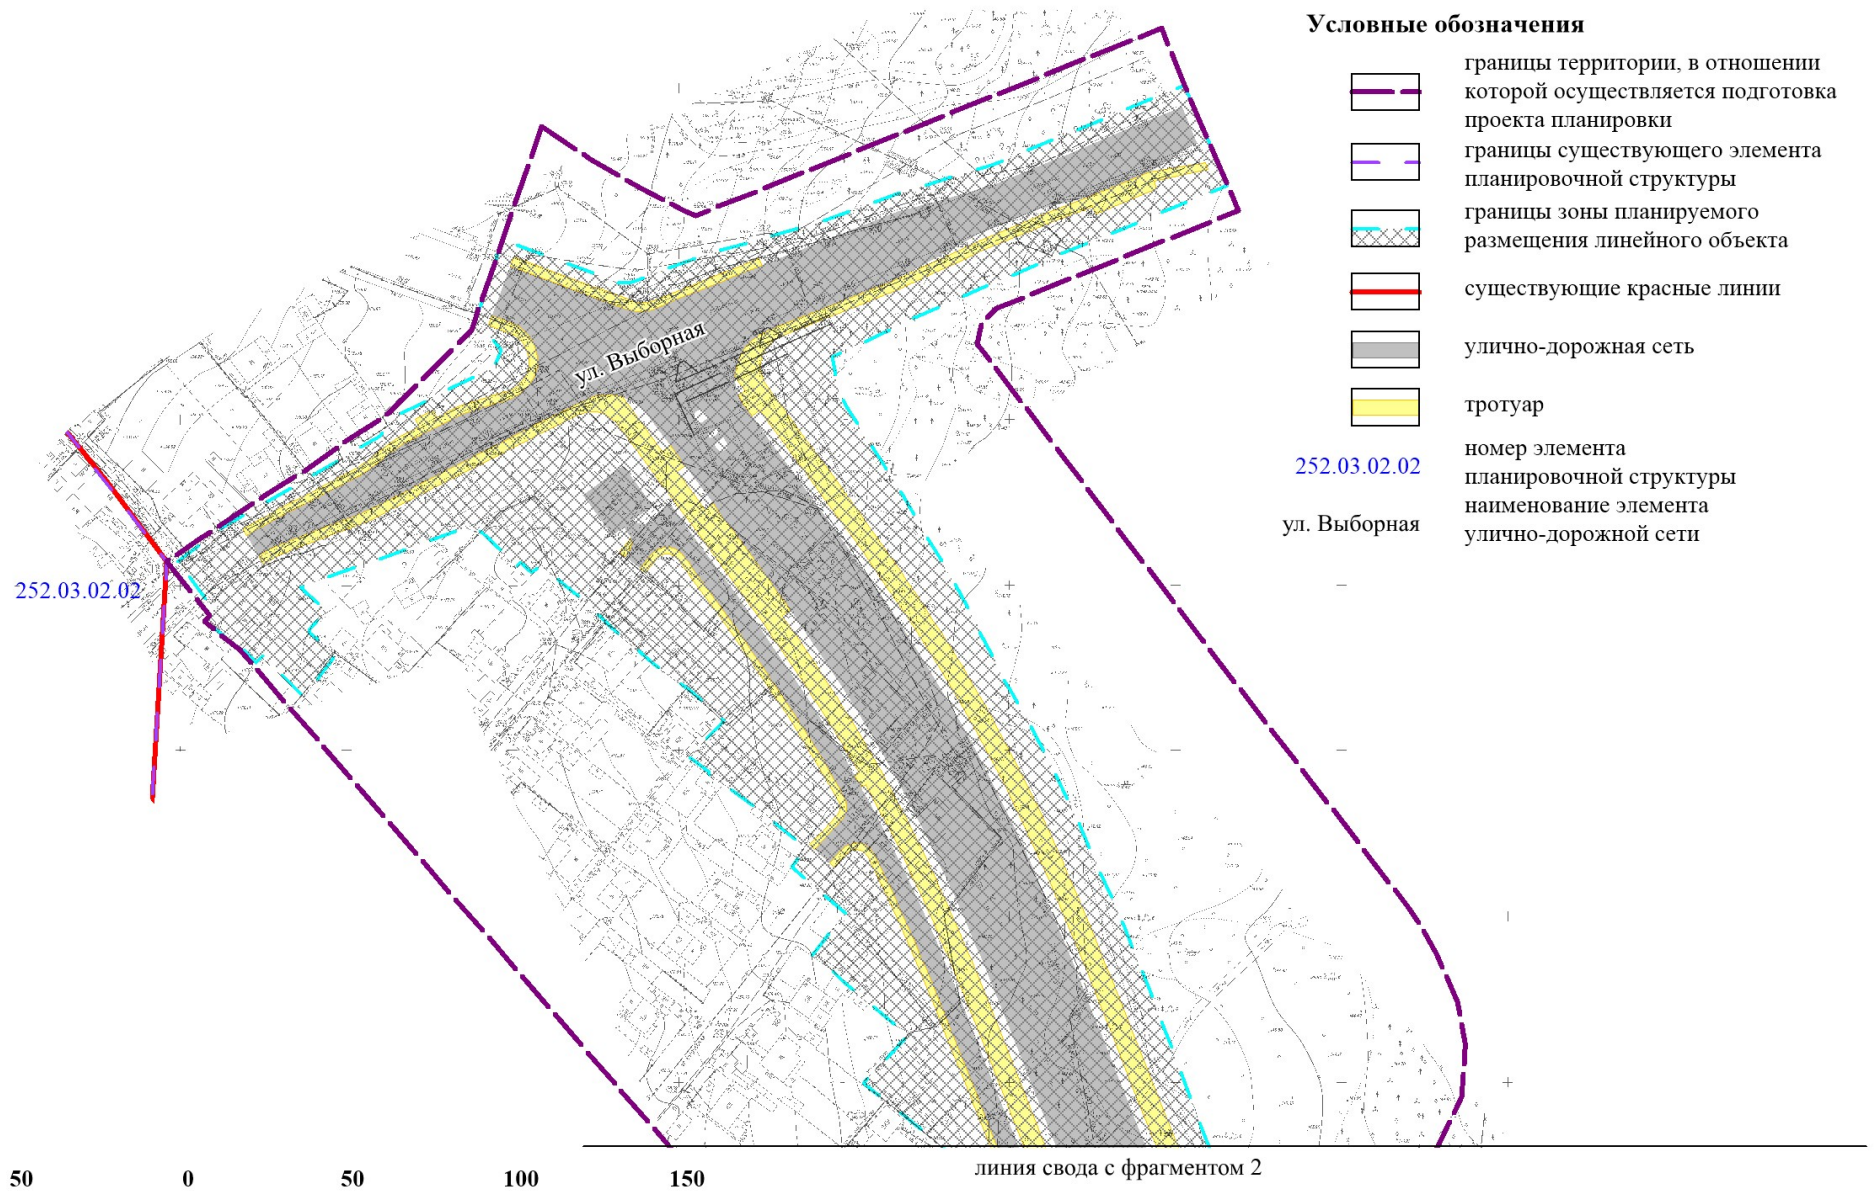 Условные обозначения
границы территории, в отношении
которой осуществляется подготовка
проекта планировки
границы существующего элемента
планировочной структуры
границы зоны планируемого
размещения линейного объекта
существующие красные линии
улично-дорожная сеть
тротуар
252.03.02.02
номер элемента
планировочной структуры
ул. Выборная
наименование элемента
улично-дорожной сети
ул. Выборная
252.03.02.02
линия свода с фрагментом 2
50 0 50 100 150